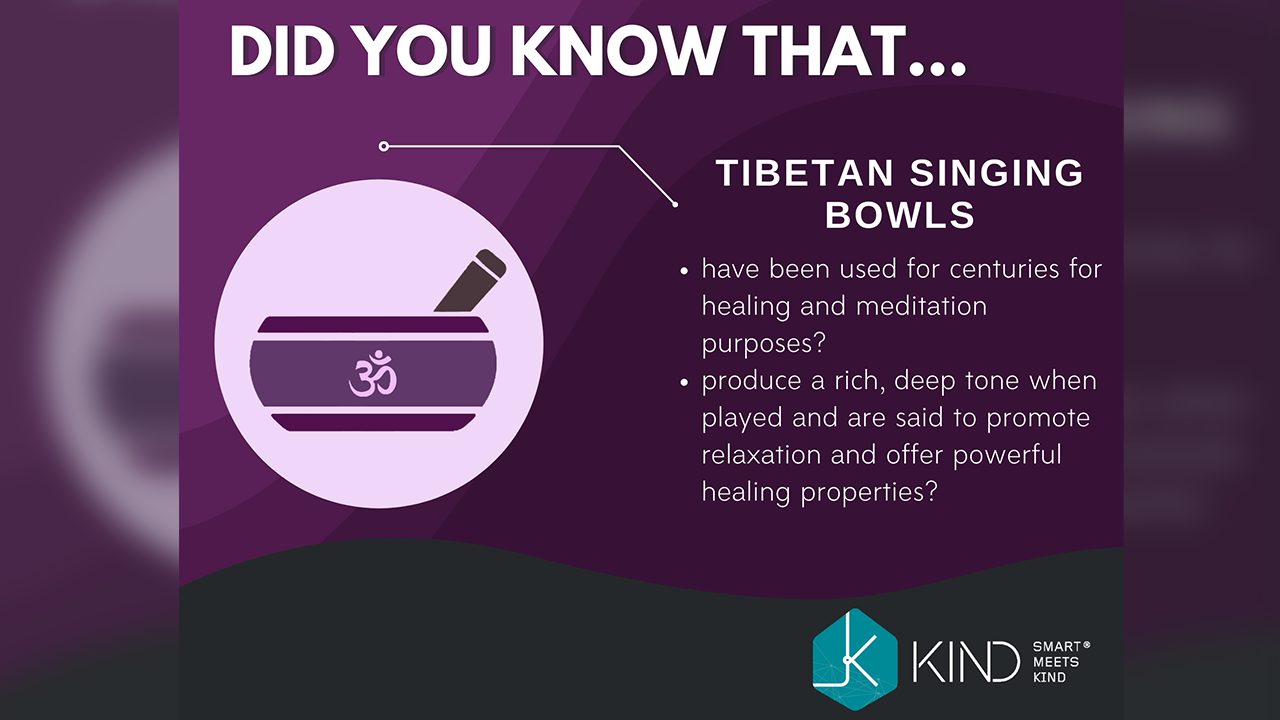 DID YOU KNOW THAT...
TIBETAN SINGING
BOWLS
• have been used for centuries for
healing and meditation
purposes?
• produce a rich, deep tone when
played and are said to promote
relaxation and offer powerful
healing properties?
ॐ
KIND
SMART®
MEETS
KIND